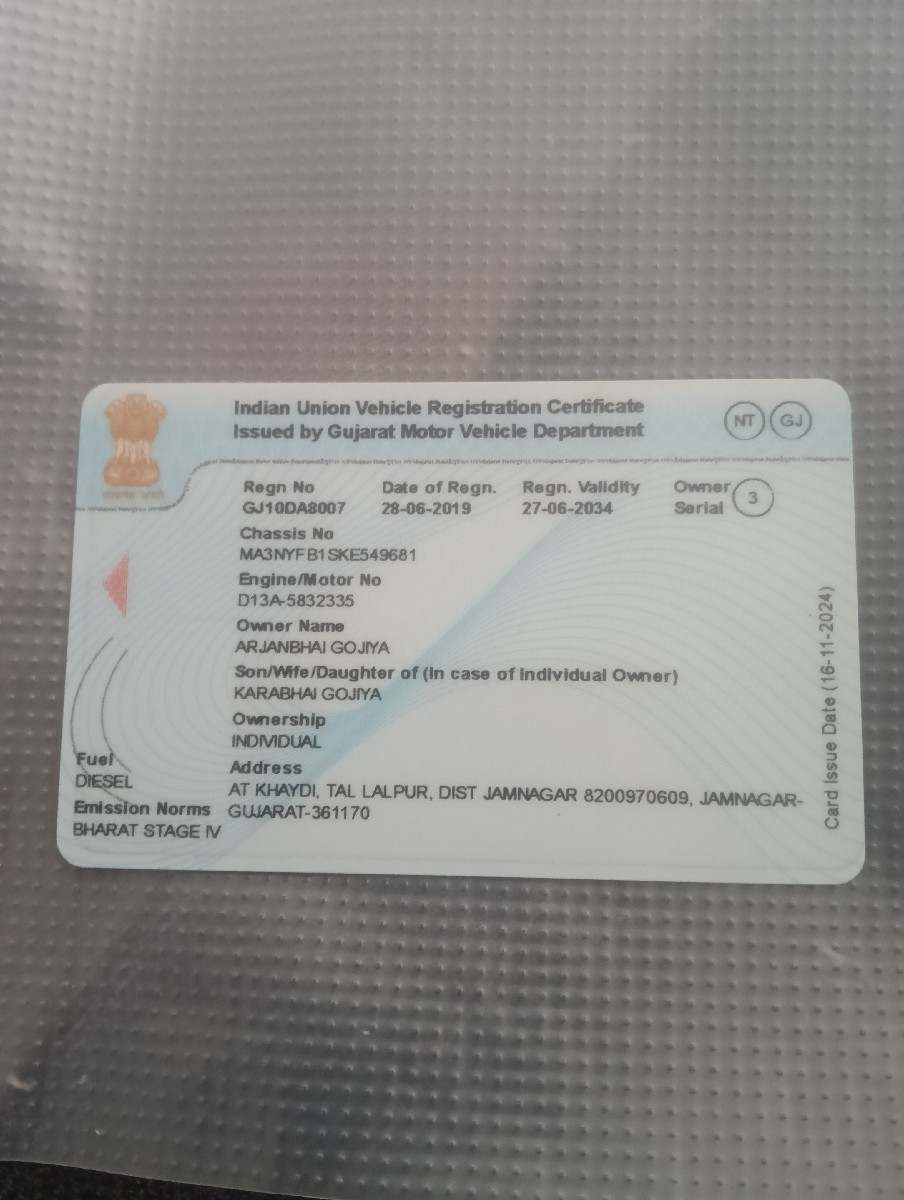 Indian Union Vehicle Registration Certificate
Issued by Gujarat Motor Vehicle Department
NT GJ
Regn No Date of Regn. Regn. Validity Owner Serial 3
GJ10DA8007 28-06-2019 27-06-2034
Chassis No
MA3NYFB1SKE549681
Engine/Motor No
D13A-5832335
Owner Name
ARJANBHAI GOJIYA
Son/Wife/Daughter of (In case of Individual Owner)
KARABHAI GOJIYA
Ownership
INDIVIDUAL
Fuel
DIESEL
Emission Norms
BHARAT STAGE IV
Address
AT KHAYDI, TAL LALPUR, DIST JAMNAGAR 8200970609, JAMNAGAR-
GUJARAT-361170
Card Issue Date (16-11-2024)